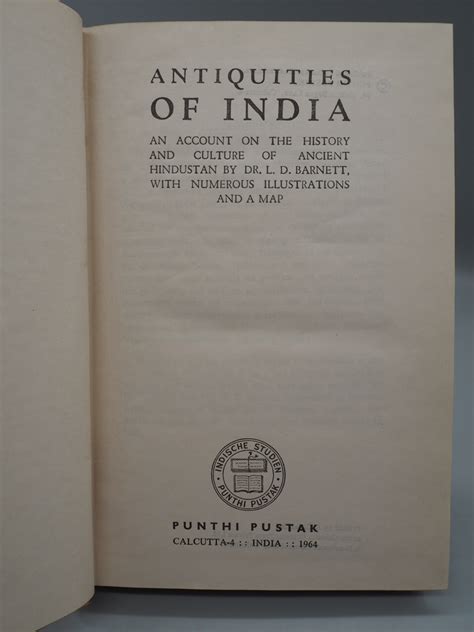 ANTIQUITIES
OF INDIA
AN ACCOUNT ON THE HISTORY
AND CULTURE OF ANCIENT
HINDUSTAN BY DR. L. D. BARNETT,
WITH NUMEROUS ILLUSTRATIONS
AND A MAP
INDISCHE STUDIEN
PUNTHI PUSTAK
PUNTHI PUSTAK
CALCUTTA-4 : : INDIA : : 1964